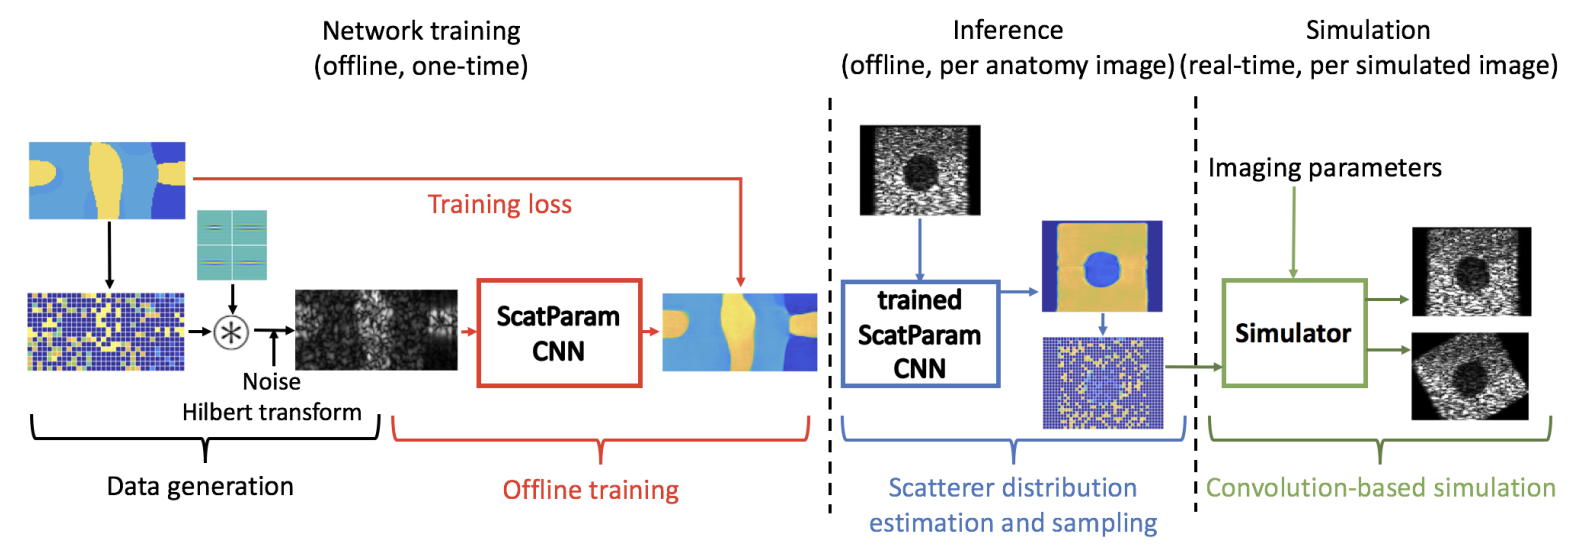 Network training
(offline, one-time)
Inference
(offline, per anatomy image)
Simulation
(real-time, per simulated image)
Training loss
Imaging parameters
ScatParam
CNN
trained
ScatParam
CNN
Simulator
Noise
Hilbert transform
Data generation
Offline training
Scatterer distribution
estimation and sampling
Convolution-based simulation